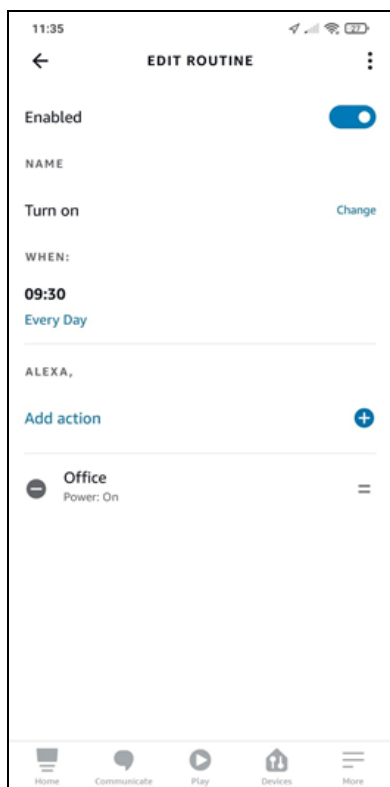 11:35
27
EDIT ROUTINE
Enabled
NAME
Turn on
Change
WHEN:
09:30
Every Day
ALEXA,
Add action
Office
Power: On
Home Communicate Play Devices More